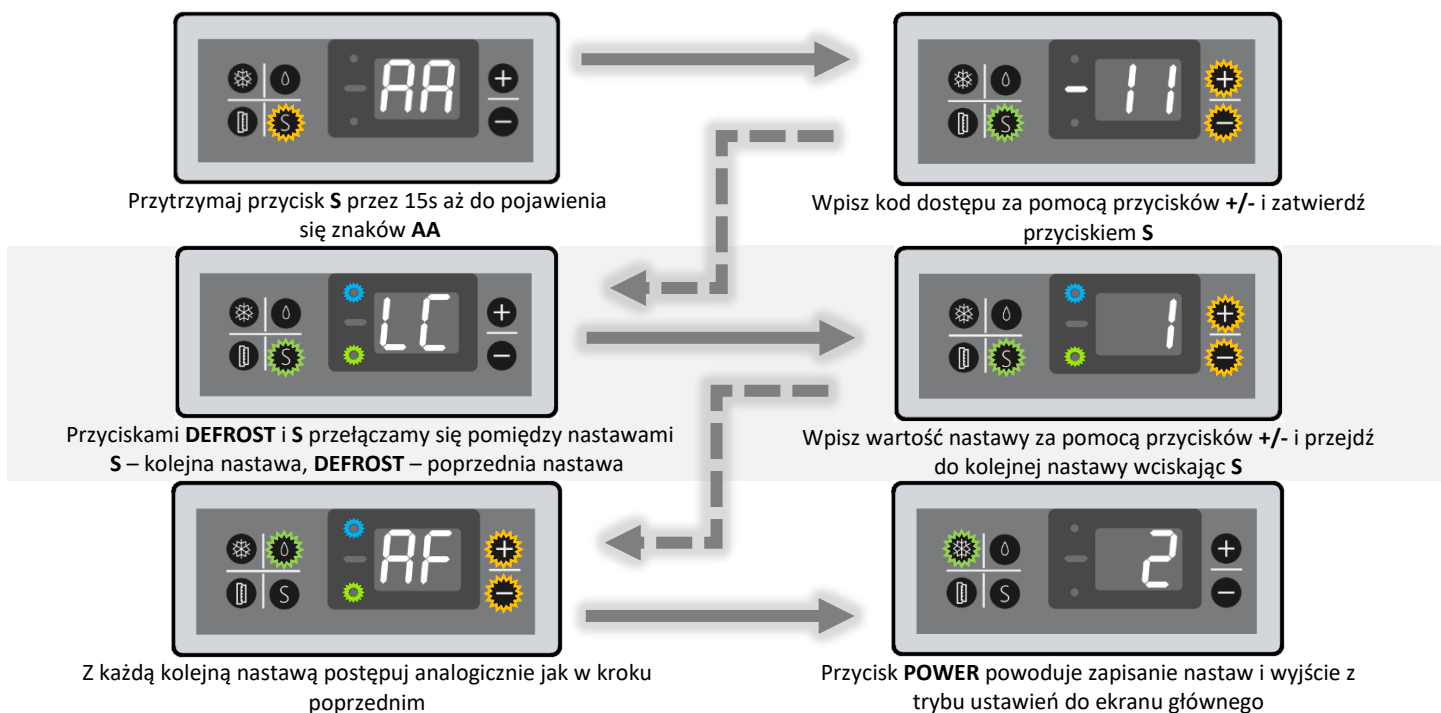 AA
+
S
−
Przytrzymaj przycisk S przez 15s aż do pojawienia
się znaków AA
-11
+
S
−
Wpisz kod dostępu za pomocą przycisków +/- i zatwierdź
przyciskiem S
LC
+
S
−
Przyciskami DEFROST i S przełączamy się pomiędzy nastawami
S – kolejna nastawa, DEFROST – poprzednia nastawa
1
+
S
−
Wpisz wartość nastawy za pomocą przycisków +/- i przejdź
do kolejnej nastawy wciskając S
AF
+
S
−
Z każdą kolejną nastawą postępuj analogicznie jak w kroku
poprzednim
2
+
S
−
Przycisk POWER powoduje zapisanie nastaw i wyjście z
trybu ustawień do ekranu głównego